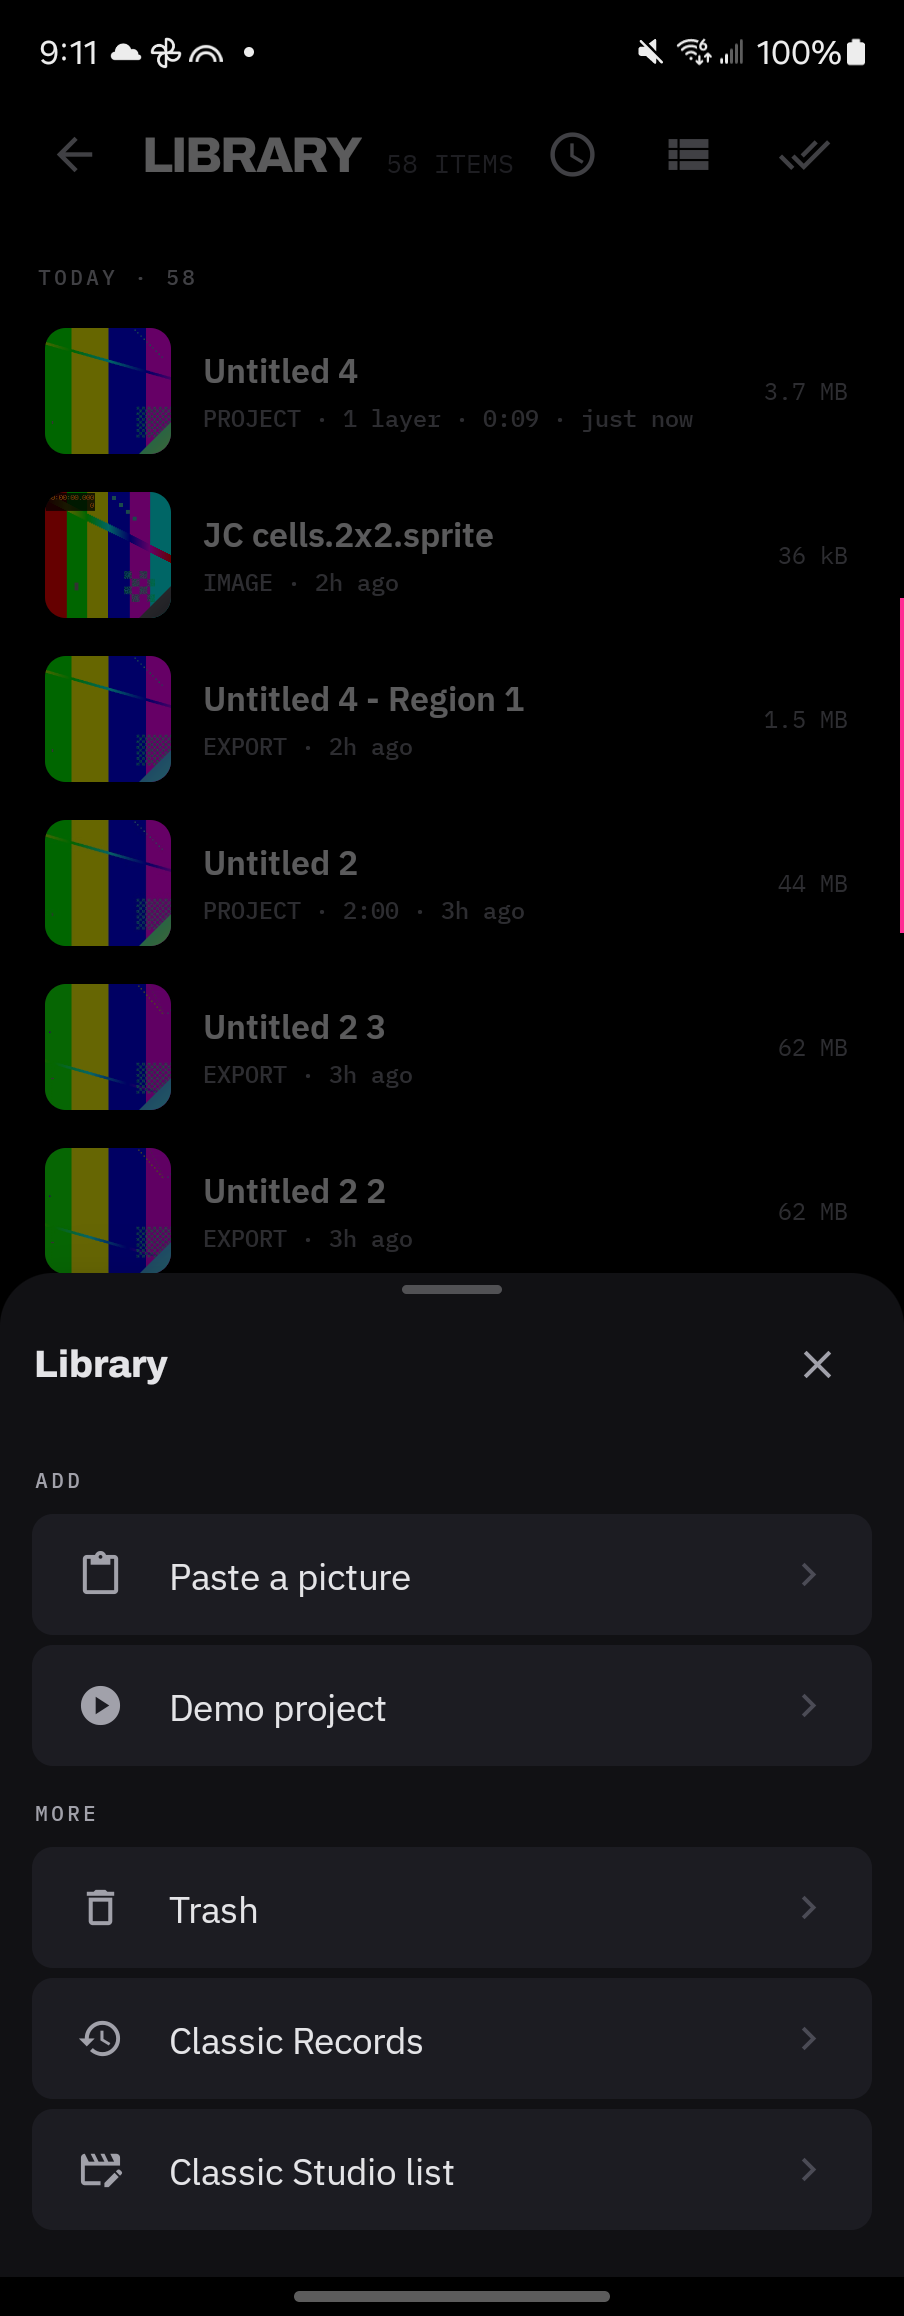 9:11
100%
LIBRARY 58 ITEMS
TODAY · 58
Untitled 4
PROJECT · 1 layer · 0:09 · just now
3.7 MB
JC cells.2x2.sprite
IMAGE · 2h ago
36 kB
Untitled 4 - Region 1
EXPORT · 2h ago
1.5 MB
Untitled 2
PROJECT · 2:00 · 3h ago
44 MB
Untitled 2 3
EXPORT · 3h ago
62 MB
Untitled 2 2
EXPORT · 3h ago
62 MB
Library
ADD
Paste a picture
Demo project
MORE
Trash
Classic Records
Classic Studio list